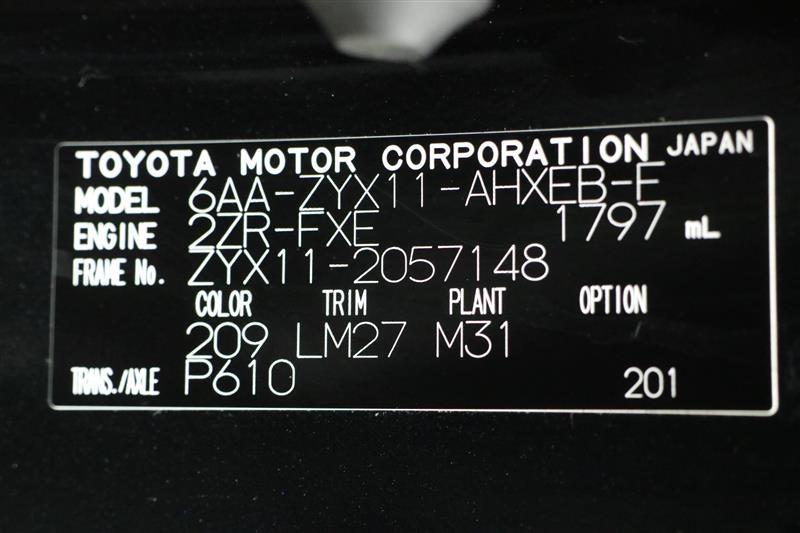 TOYOTA MOTOR CORPORATION JAPAN
MODEL 6AA-ZYX11-AHXEB-F
ENGINE 2ZR-FXE 1797 mL
FRAME No. ZYX11-2057148
COLOR TRIM PLANT OPTION
209 LM27 M31
TRANS./AXLE P610 201